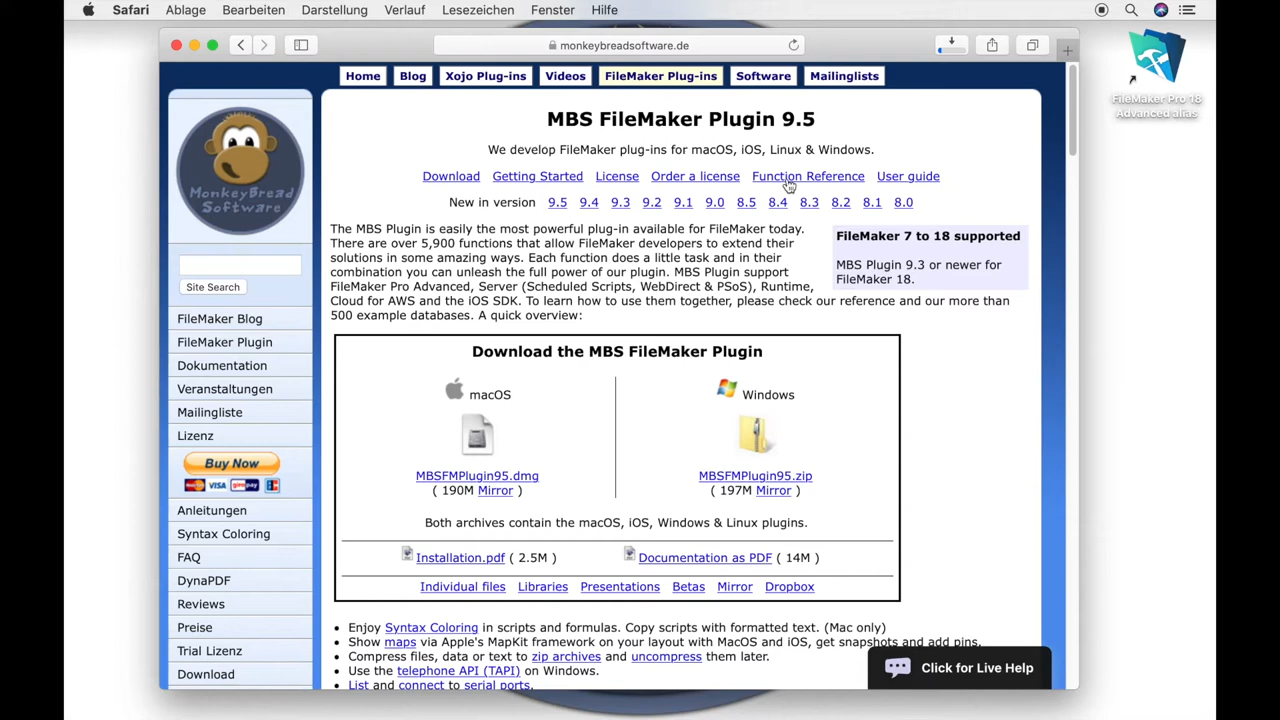 Safari Ablage Bearbeiten Darstellung Verlauf Lesezeichen Fenster Hilfe
monkeybreadsoftware.de
FileMaker Pro 18
Advanced alias
Home Blog Xojo Plug-ins Videos FileMaker Plug-ins Software Mailinglists
MonkeyBread
Software
Site Search
FileMaker Blog
FileMaker Plugin
Dokumentation
Veranstaltungen
Mailingliste
Lizenz
Buy Now
VISA
Anleitungen
Syntax Coloring
FAQ
DynaPDF
Reviews
Preise
Trial Lizenz
Download
MBS FileMaker Plugin 9.5
We develop FileMaker plug-ins for macOS, iOS, Linux & Windows.
Download Getting Started License Order a license Function Reference User guide
New in version 9.5 9.4 9.3 9.2 9.1 9.0 8.5 8.4 8.3 8.2 8.1 8.0
The MBS Plugin is easily the most powerful plug-in available for FileMaker today.
There are over 5,900 functions that allow FileMaker developers to extend their
solutions in some amazing ways. Each function does a little task and in their
combination you can unleash the full power of our plugin. MBS Plugin support
FileMaker Pro Advanced, Server (Scheduled Scripts, WebDirect & PSoS), Runtime,
Cloud for AWS and the iOS SDK. To learn how to use them together, please check our reference and our more than
500 example databases. A quick overview:
FileMaker 7 to 18 supported
MBS Plugin 9.3 or newer for
FileMaker 18.
Download the MBS FileMaker Plugin
macOS
MBSFMPlugin95.dmg
( 190M Mirror )
Windows
MBSFMPlugin95.zip
( 197M Mirror )
Both archives contain the macOS, iOS, Windows & Linux plugins.
Installation.pdf ( 2.5M ) Documentation as PDF ( 14M )
Individual files Libraries Presentations Betas Mirror Dropbox
• Enjoy Syntax Coloring in scripts and formulas. Copy scripts with formatted text. (Mac only)
• Show maps via Apple's MapKit framework on your layout with MacOS and iOS, get snapshots and add pins.
• Compress files, data or text to zip archives and uncompress them later.
• Use the telephone API (TAPI) on Windows.
• List and connect to serial ports.
Click for Live Help